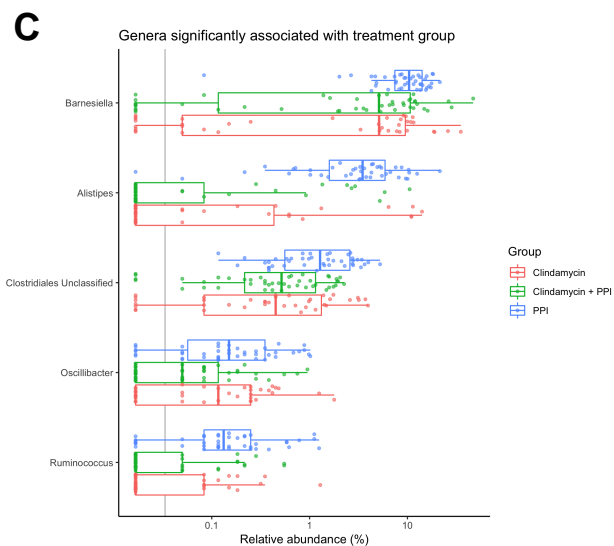 C
Genera significantly associated with treatment group
Barnesiella
Alistipes
Clostridiales Unclassified
Oscillibacter
Ruminococcus
0.1 1 10
Relative abundance (%)
Group
Clindamycin
Clindamycin + PPI
PPI